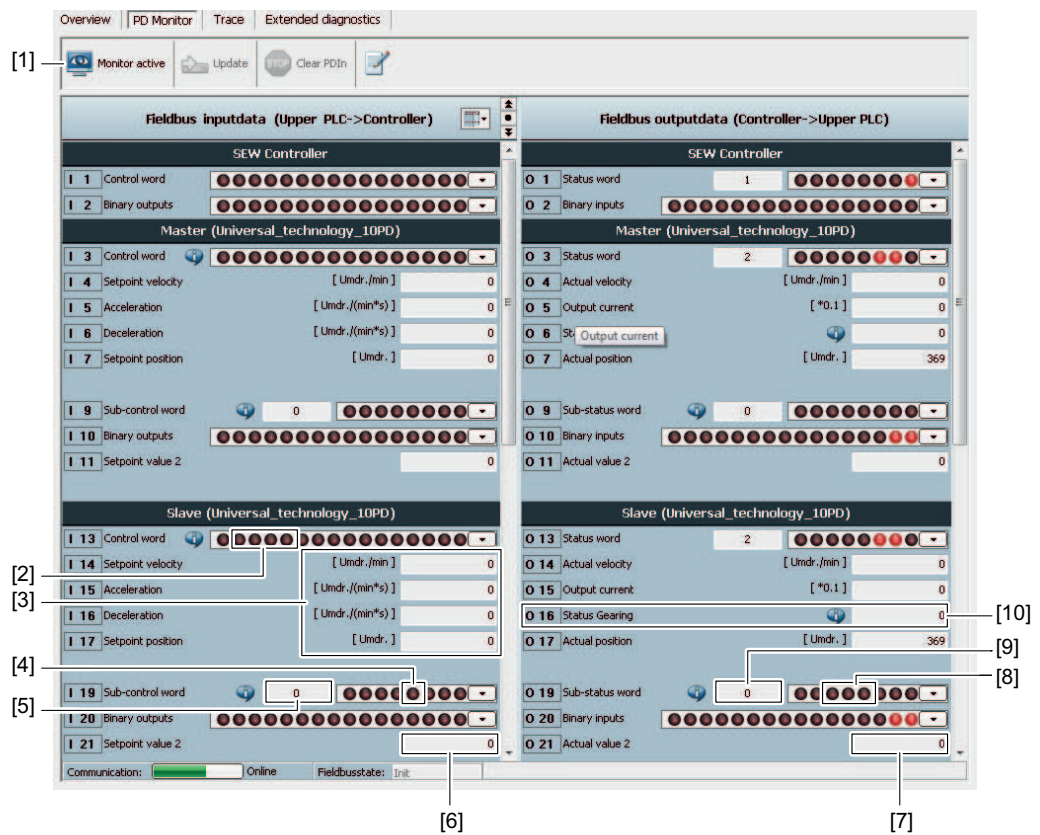 Overview PD Monitor Trace Extended diagnostics
[1] Monitor active Update STOP Clear PDIn
Fieldbus inputdata (Upper PLC->Controller)
SEW Controller
I 1 Control word
I 2 Binary outputs
Master (Universal_technology_10PD)
I 3 Control word
I 4 Setpoint velocity [ Umdr./min ] 0
I 5 Acceleration [ Umdr./(min*s) ] 0
I 6 Deceleration [ Umdr./(min*s) ] 0
I 7 Setpoint position [ Umdr. ] 0
I 9 Sub-control word 0
I 10 Binary outputs
I 11 Setpoint value 2 0
Slave (Universal_technology_10PD)
I 13 Control word
[2]
I 14 Setpoint velocity [ Umdr./min ] 0
[3]
I 15 Acceleration [ Umdr./(min*s) ] 0
I 16 Deceleration [ Umdr./(min*s) ] 0
I 17 Setpoint position [ Umdr. ] 0
[4]
I 19 Sub-control word 0
[5]
I 20 Binary outputs
I 21 Setpoint value 2 0
Fieldbus outputdata (Controller->Upper PLC)
SEW Controller
O 1 Status word 1
O 2 Binary inputs
Master (Universal_technology_10PD)
O 3 Status word 2
O 4 Actual velocity [ Umdr./min ] 0
O 5 Output current [ *0.1 ] 0
O 6 St Output current 0
O 7 Actual position [ Umdr. ] 369
O 9 Sub-status word 0
O 10 Binary inputs
O 11 Actual value 2 0
Slave (Universal_technology_10PD)
O 13 Status word 2
O 14 Actual velocity [ Umdr./min ] 0
O 15 Output current [ *0.1 ] 0
O 16 Status Gearing 0 [10]
O 17 Actual position [ Umdr. ] 369
[9]
[8]
O 19 Sub-status word 0
O 20 Binary inputs
O 21 Actual value 2 0
Communication: Online Fieldbusstate: Init
[6] [7]